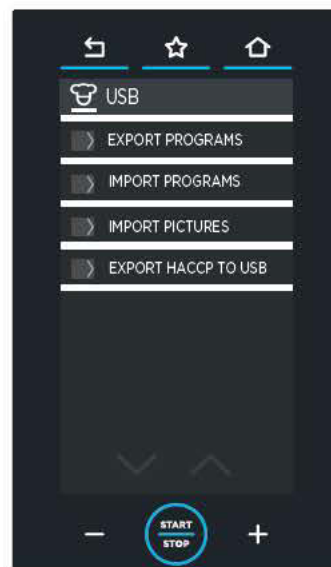 USB
EXPORT PROGRAMS
IMPORT PROGRAMS
IMPORT PICTURES
EXPORT HACCP TO USB
START
STOP